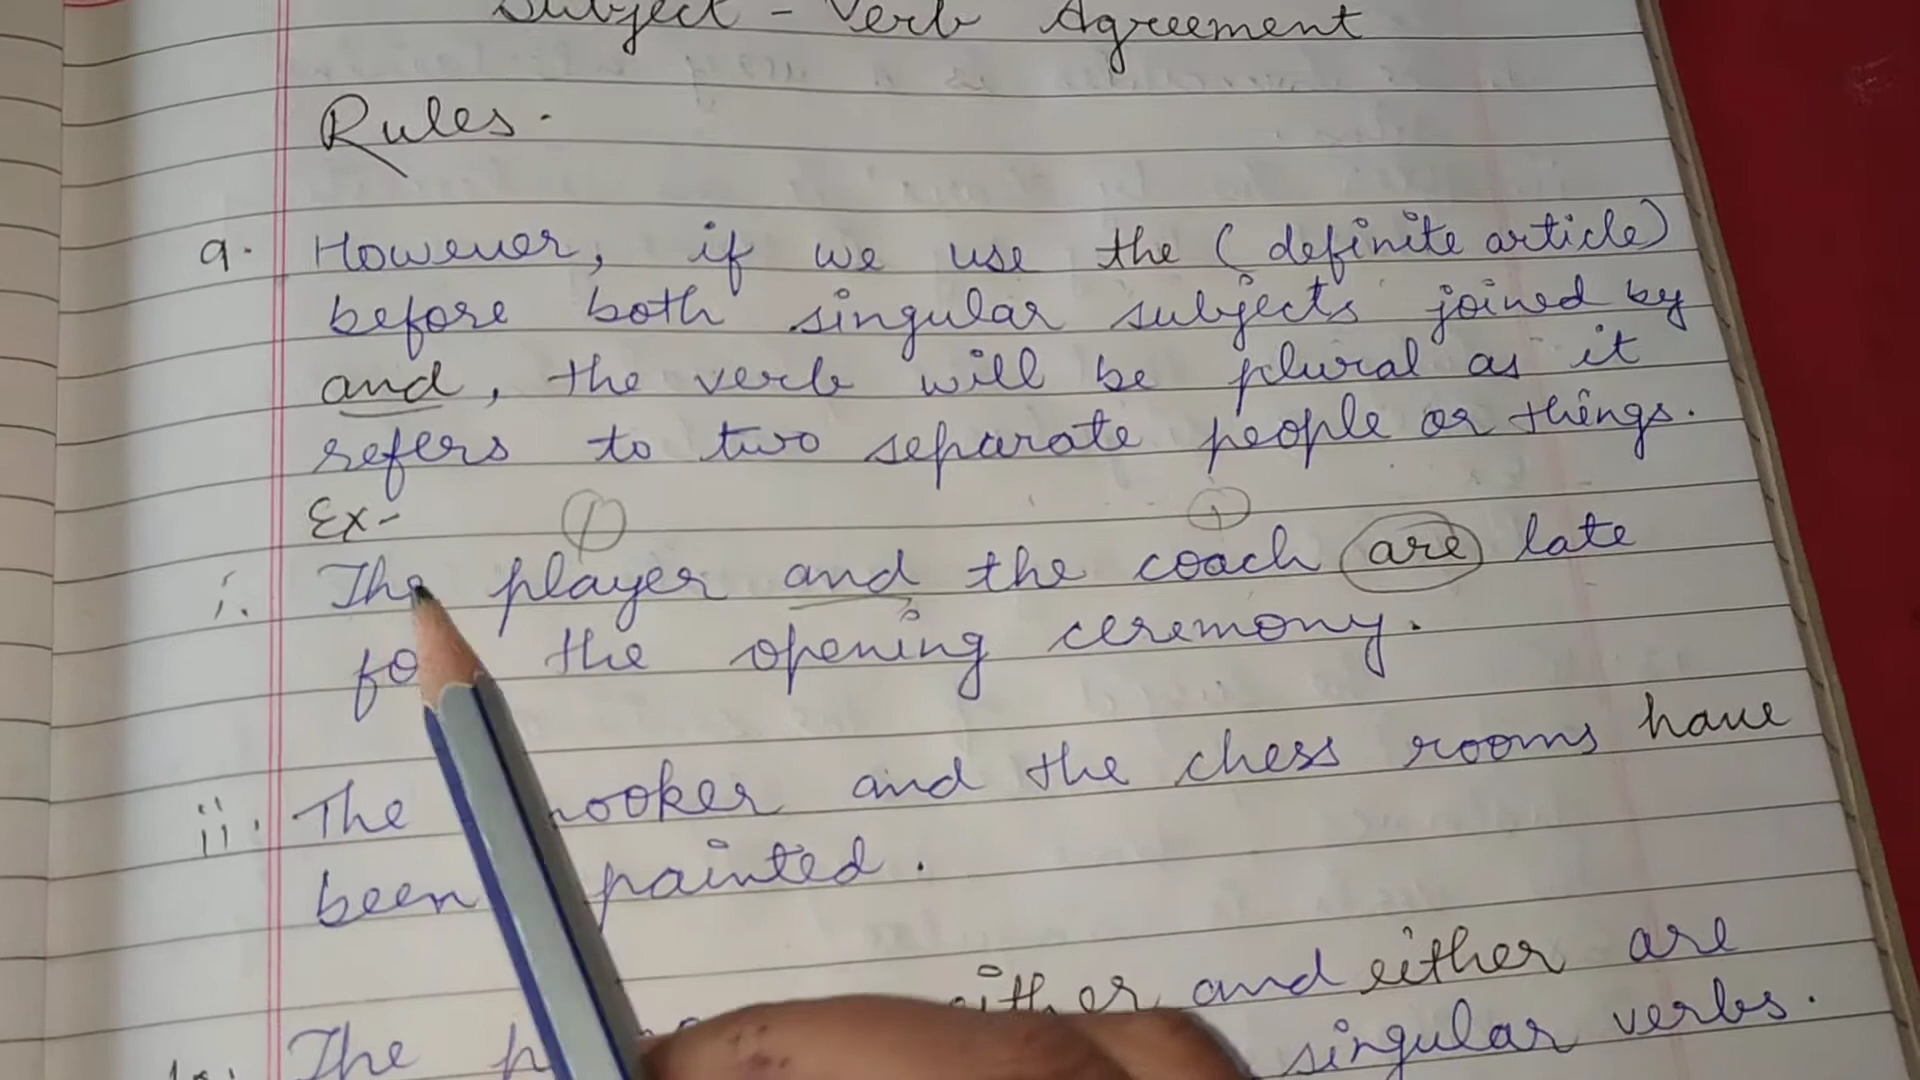 Subject - Verb Agreement
Rules.
9. However, if we use the (definite article)
before both singular subjects joined by
and, the verb will be plural as it
refers to two separate people or things.
Ex-
i. The player and the coach are late
the opening ceremony.
ii. The and the chess rooms have
been painted.
The and either are
singular verbs.